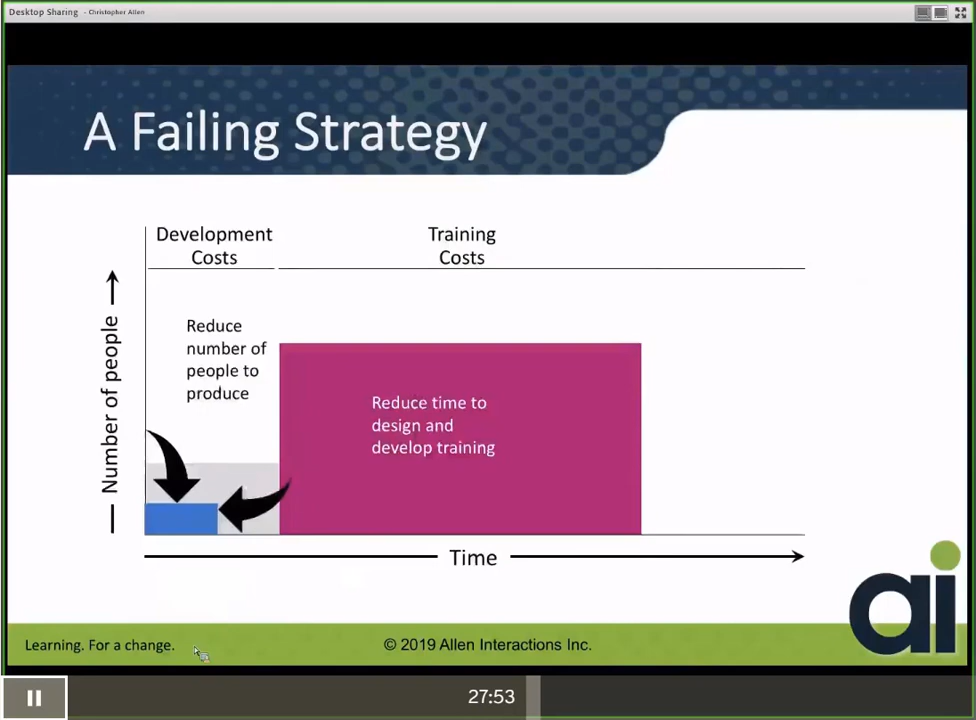 Desktop Sharing - Christopher Allen
A Failing Strategy
Development
Costs
Training
Costs
Number of people
Reduce
number of
people to
produce
Reduce time to
design and
develop training
Time
ai
Learning. For a change.
© 2019 Allen Interactions Inc.
27:53